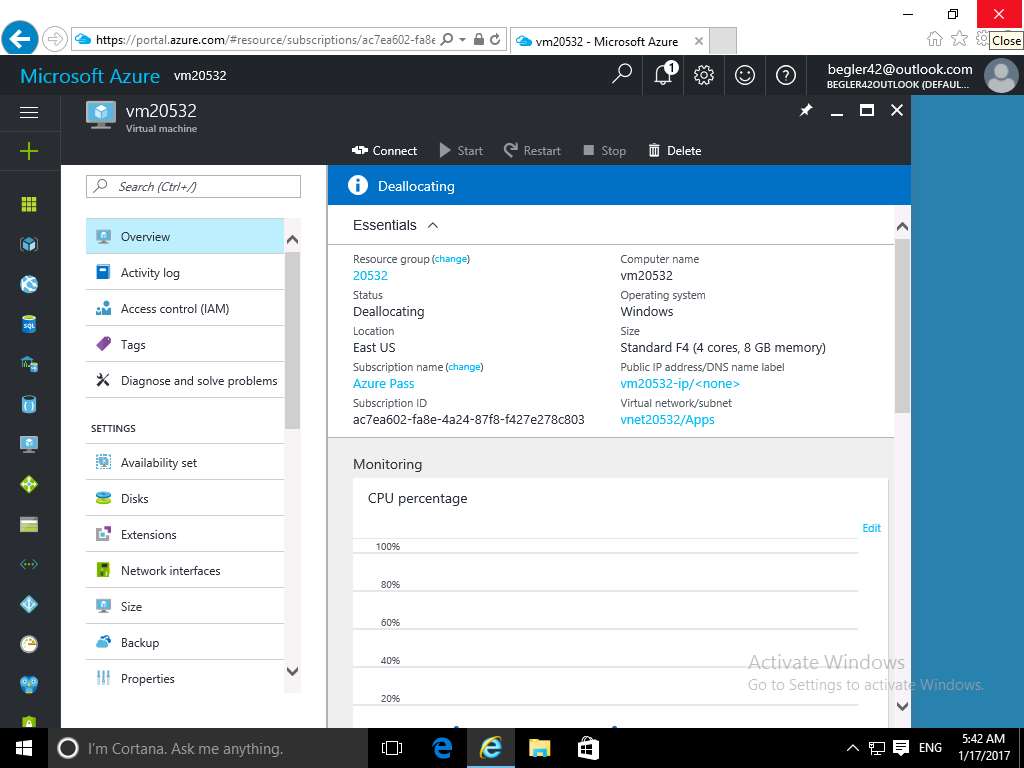 https://portal.azure.com/#resource/subscriptions/ac7ea602-fa8e
vm20532 - Microsoft Azure
Close
Microsoft Azure vm20532
1
begler42@outlook.com
BEGLER42OUTLOOK (DEFAUL...
vm20532
Virtual machine
Connect Start Restart Stop Delete
Search (Ctrl+/)
Overview
Activity log
Access control (IAM)
Tags
Diagnose and solve problems
SETTINGS
Availability set
Disks
Extensions
Network interfaces
Size
Backup
Properties
SQL
Deallocating
Essentials
Resource group (change)
20532
Status
Deallocating
Location
East US
Subscription name (change)
Azure Pass
Subscription ID
ac7ea602-fa8e-4a24-87f8-f427e278c803
Computer name
vm20532
Operating system
Windows
Size
Standard F4 (4 cores, 8 GB memory)
Public IP address/DNS name label
vm20532-ip/<none>
Virtual network/subnet
vnet20532/Apps
Monitoring
CPU percentage
Edit
100%
80%
60%
40%
20%
Activate Windows
Go to Settings to activate Windows.
I'm Cortana. Ask me anything.
ENG
5:42 AM
1/17/2017